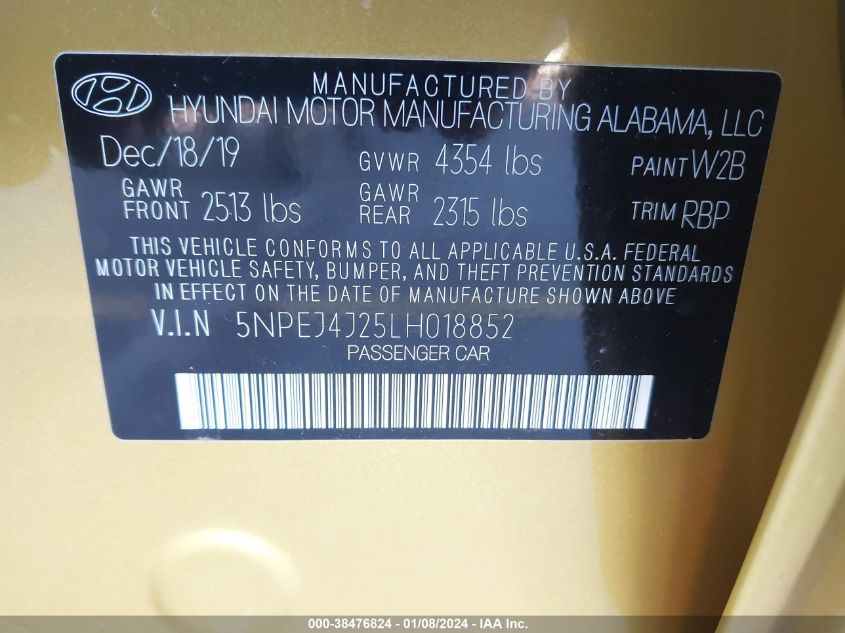 MANUFACTURED BY
HYUNDAI MOTOR MANUFACTURING ALABAMA, LLC
Dec/18/19 GVWR 4354 lbs PAINT W2B
GAWR FRONT 2513 lbs GAWR REAR 2315 lbs TRIM RBP
THIS VEHICLE CONFORMS TO ALL APPLICABLE U.S.A. FEDERAL
MOTOR VEHICLE SAFETY, BUMPER, AND THEFT PREVENTION STANDARDS
IN EFFECT ON THE DATE OF MANUFACTURE SHOWN ABOVE
V.I.N 5NPEJ4J25LH018852
PASSENGER CAR
000-38476824 - 01/08/2024 - IAA Inc.